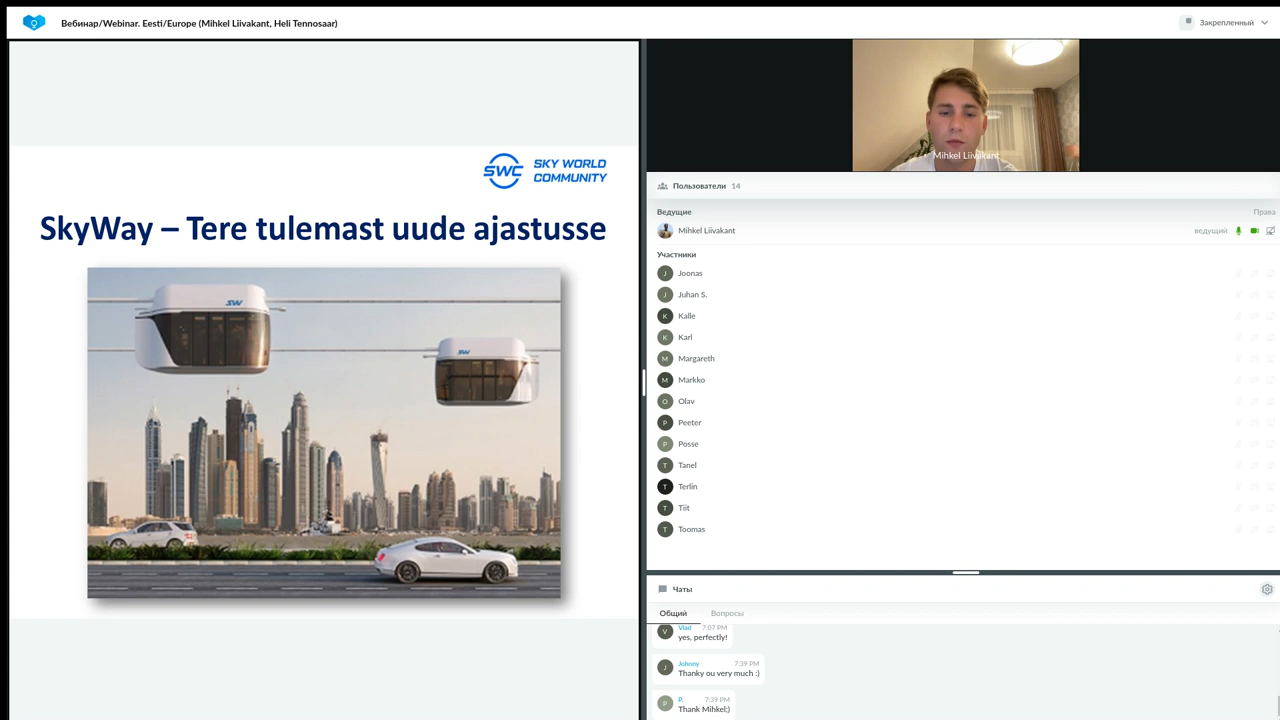 Вебинар/Webinar. Eesti/Europe (Mihkel Liivakant, Heli Tennosaar)
Закрепленный
SWC SKY WORLD
COMMUNITY
SkyWay – Tere tulemast uude ajastusse
SW
SW
Mihkel Liivakant
Пользователи 14
Ведущие Права
Mihkel Liivakant ведущий
Участники
J Joonas
J Juhan S.
K Kalle
K Karl
M Margareth
M Markko
O Olav
P Peeter
P Posse
T Tanel
T Terlin
T Tiit
T Toomas
Чаты
Общий Вопросы
V Vlad 7:07 PM
yes, perfectly!
J Johnny 7:39 PM
Thanky ou very much :)
P P. 7:39 PM
Thank Mihkel;)